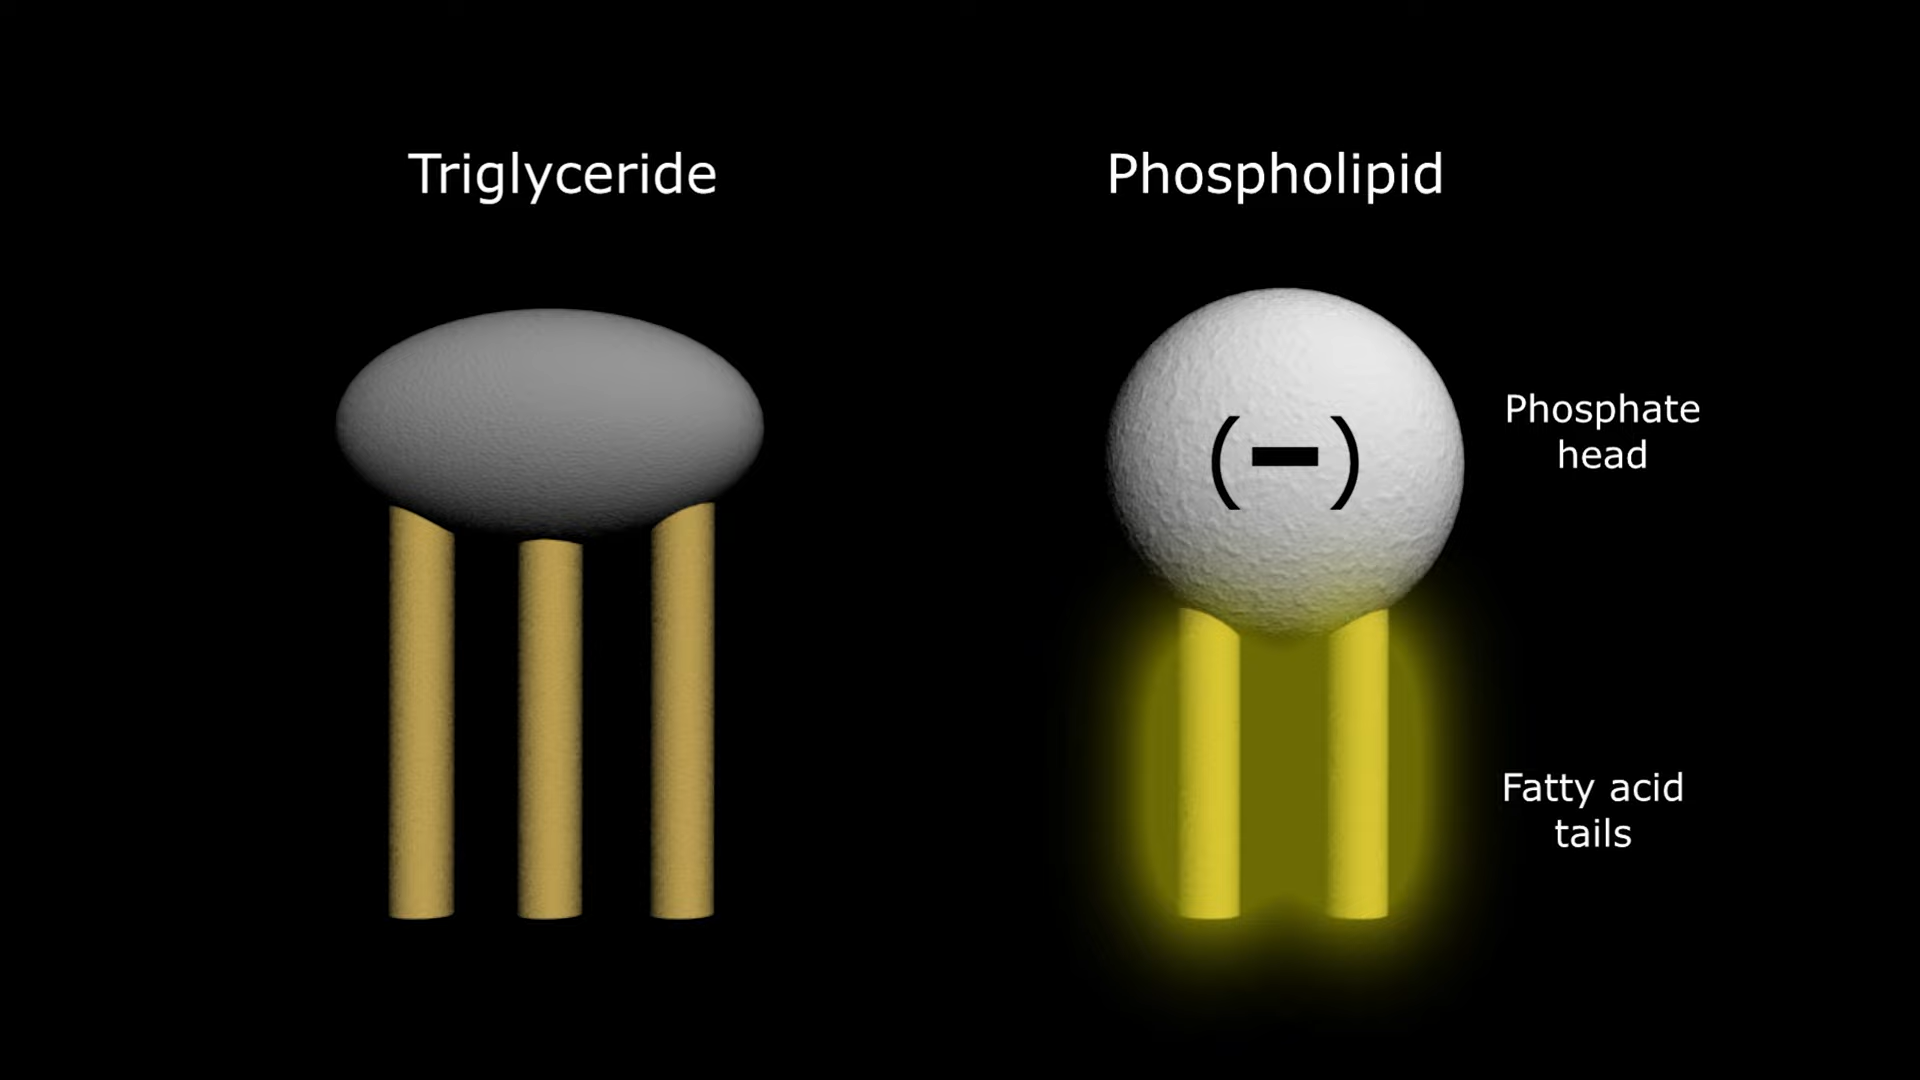 Triglyceride
Phospholipid
(-)
Phosphate
head
Fatty acid
tails